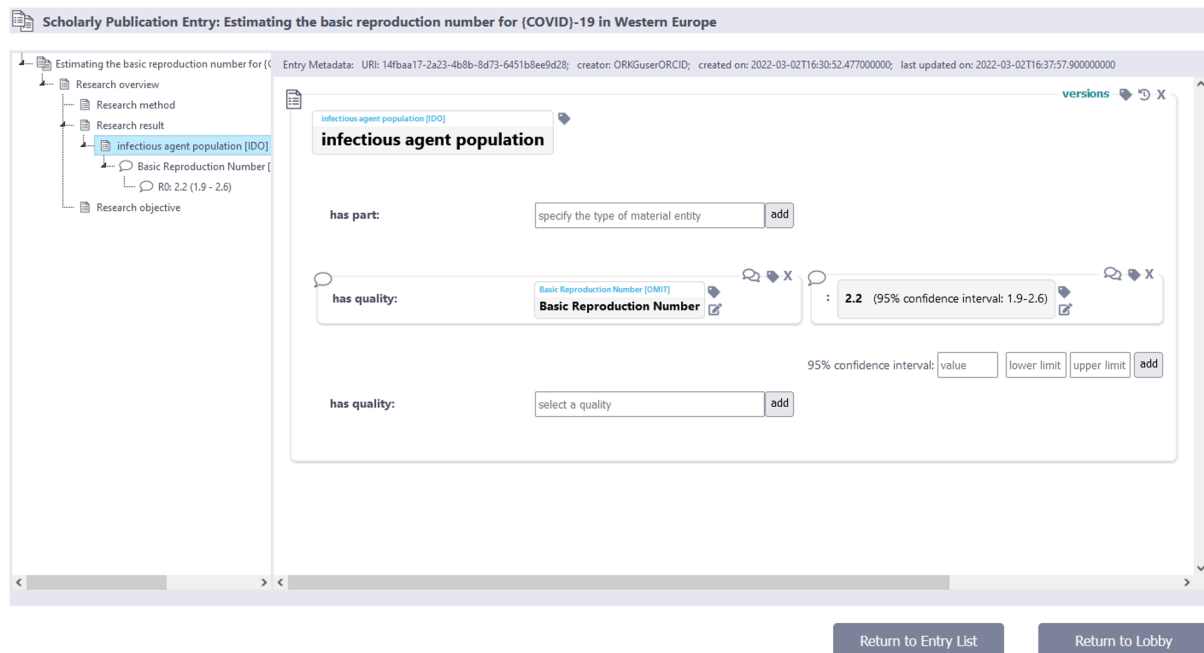 Scholarly Publication Entry: Estimating the basic reproduction number for {COVID}-19 in Western Europe
Estimating the basic reproduction number for {(
Research overview
Research method
Research result
infectious agent population [IDO]
Basic Reproduction Number [
R0: 2.2 (1.9 - 2.6)
Research objective
Entry Metadata: URI: 14fbaa17-2a23-4b8b-8d73-6451b8ee9d28; creator: ORKGuserORCID; created on: 2022-03-02T16:30:52.477000000; last updated on: 2022-03-02T16:37:57.900000000
versions X
infectious agent population [IDO]
infectious agent population
has part: specify the type of material entity add
X X
Basic Reproduction Number [OMIT]
has quality: Basic Reproduction Number : 2.2 (95% confidence interval: 1.9-2.6)
95% confidence interval: value lower limit upper limit add
has quality: select a quality add
Return to Entry List Return to Lobby